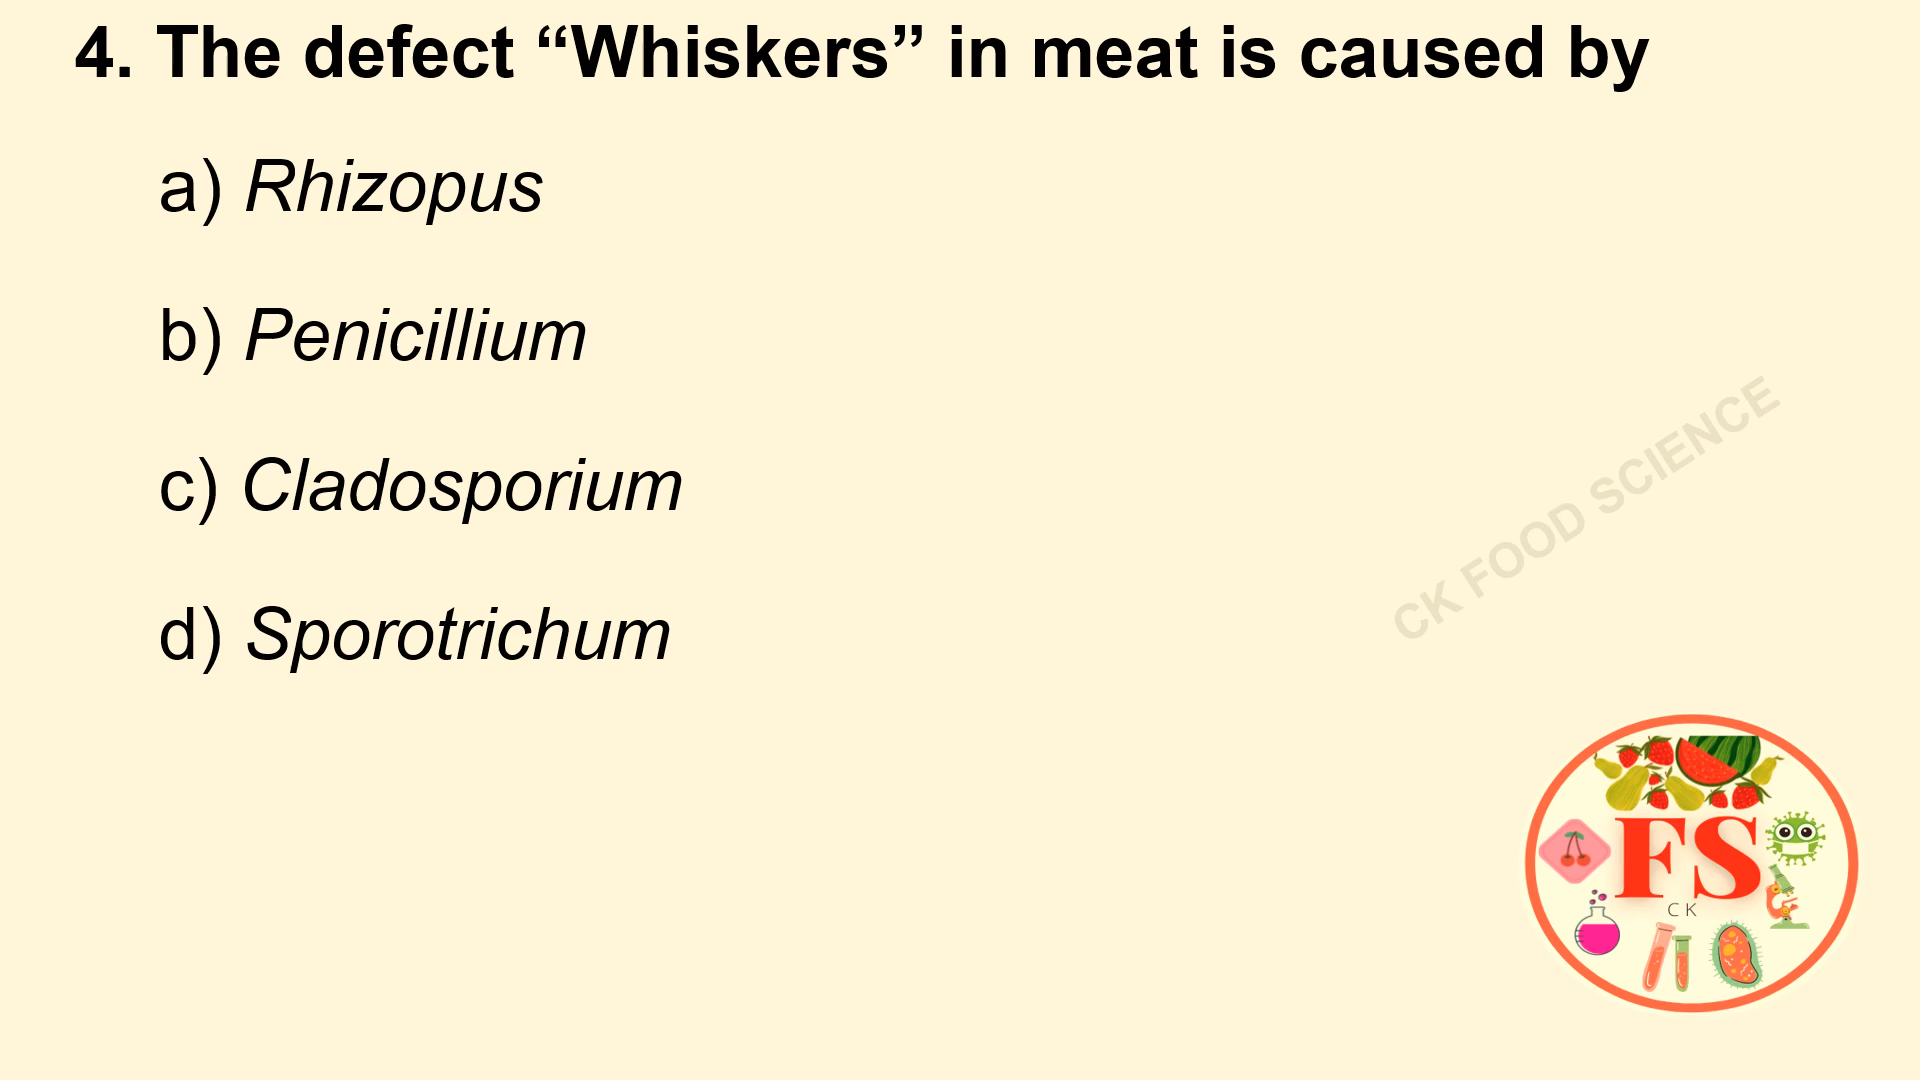 4. The defect “Whiskers” in meat is caused by
a) Rhizopus
b) Penicillium
c) Cladosporium
d) Sporotrichum
CK FOOD SCIENCE
FS
CK